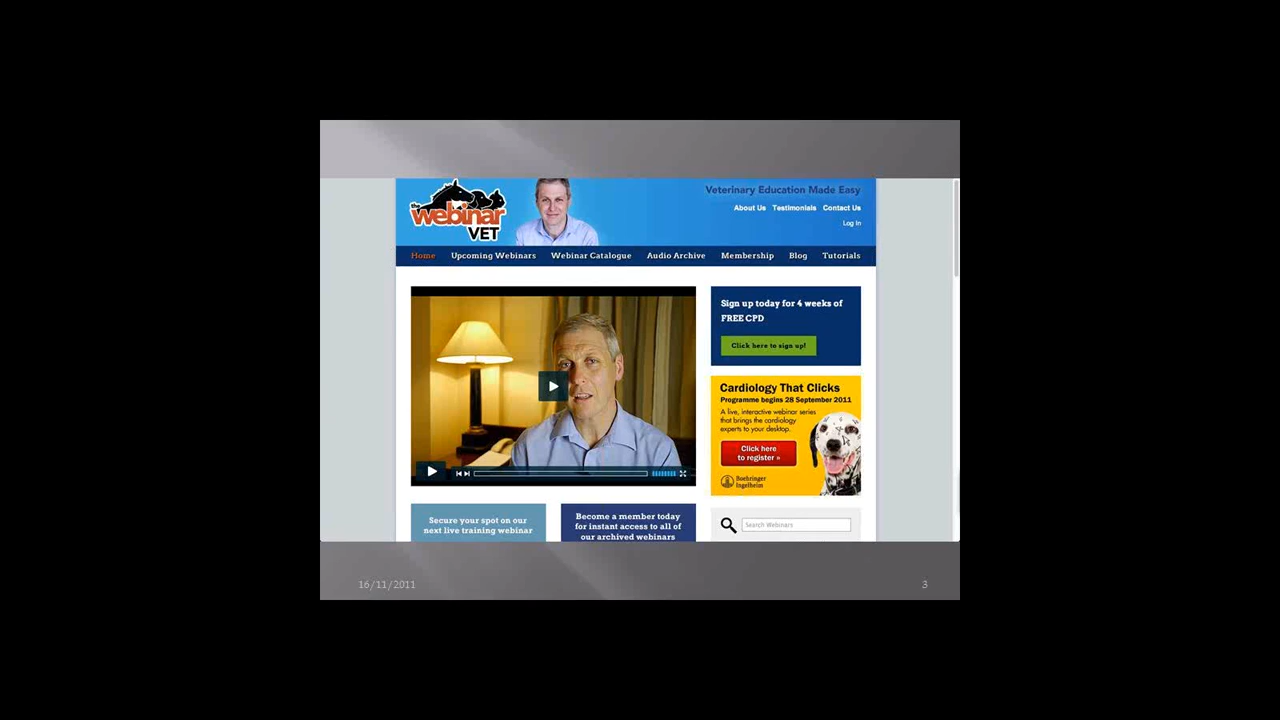 the
webinar
VET
Veterinary Education Made Easy
About Us Testimonials Contact Us
Log In
Home Upcoming Webinars Webinar Catalogue Audio Archive Membership Blog Tutorials
Sign up today for 4 weeks of
FREE CPD
Click here to sign up!
Cardiology That Clicks
Programme begins 28 September 2011
A live, interactive webinar series
that brings the cardiology
experts to your desktop.
Click here
to register »
Boehringer
Ingelheim
Secure your spot on our
next live training webinar
Become a member today
for instant access to all of
our archived webinars
Search Webinars
16/11/2011
3